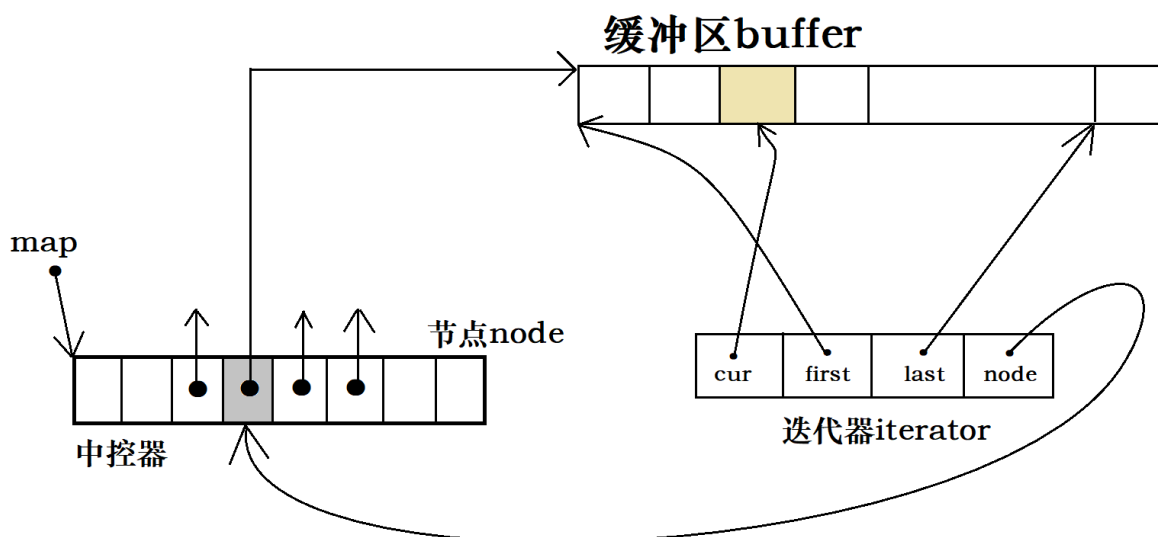 缓冲区buffer
map
节点node
中控器
cur first last node
迭代器iterator